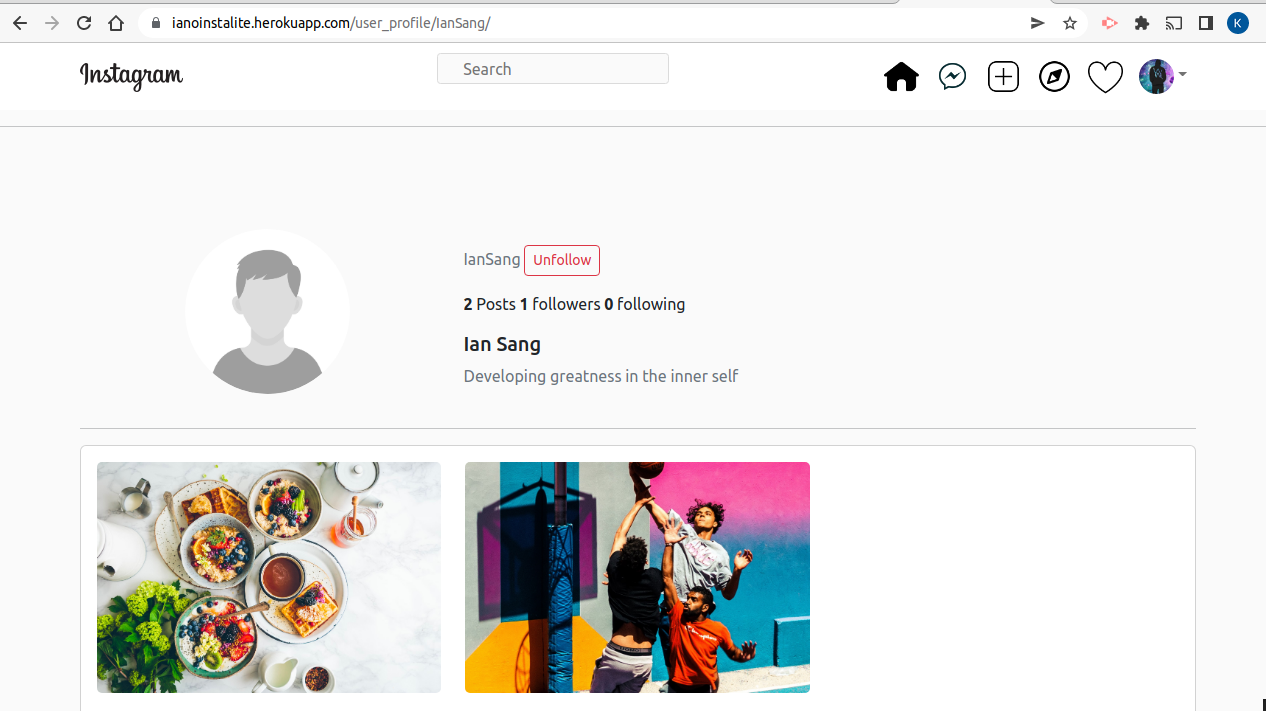 ianoinstalite.herokuapp.com/user_profile/IanSang/
K
Instagram
Search
IanSang Unfollow
2 Posts 1 followers 0 following
Ian Sang
Developing greatness in the inner self